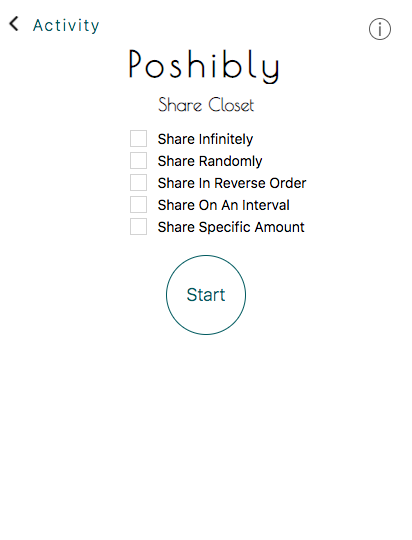 Activity
Poshibly
Share Closet
Share Infinitely
Share Randomly
Share In Reverse Order
Share On An Interval
Share Specific Amount
Start